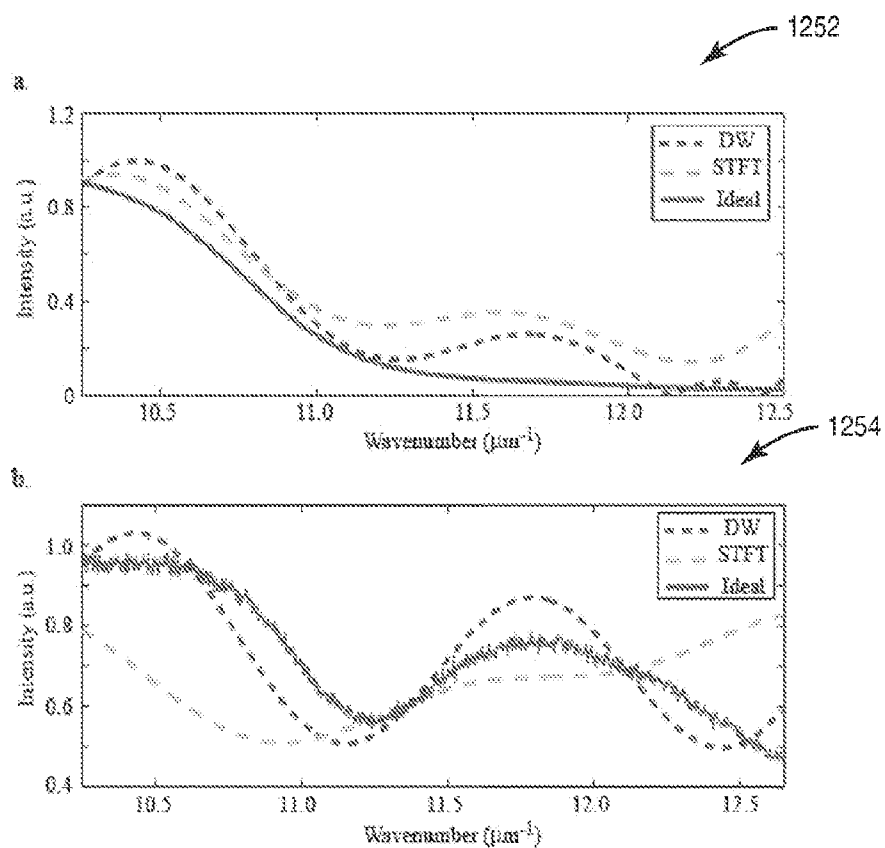 1252
a.
1.2
0.8
0.4
0
Intensity (a.u.)
DW
STFT
Ideal
10.5 11.0 11.5 12.0 12.5
Wavenumber (μm-1)
1254
b.
1.0
0.8
0.6
0.4
Intensity (a.u.)
DW
STFT
Ideal
10.5 11.0 11.5 12.0 12.5
Wavenumber (μm-1)